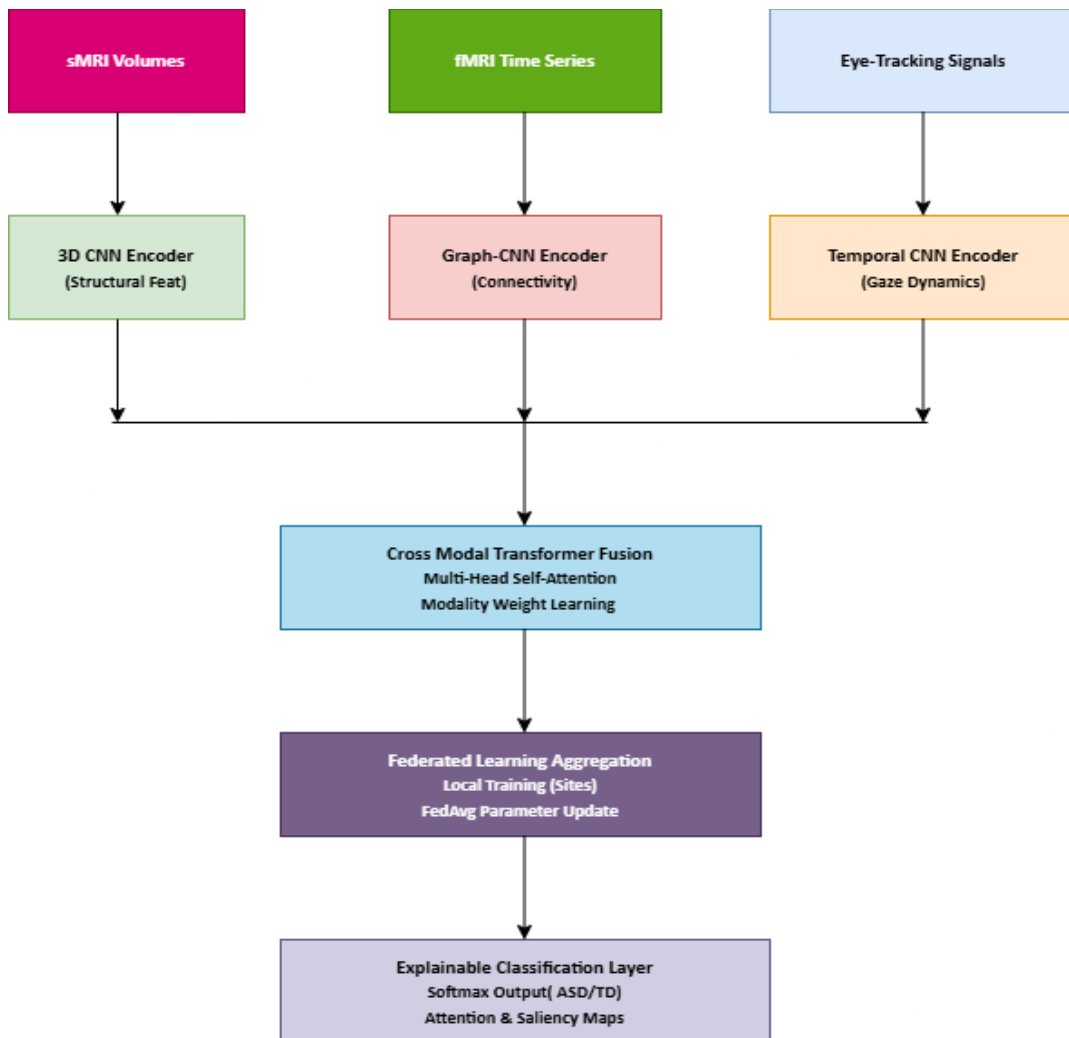 sMRI Volumes
fMRI Time Series
Eye-Tracking Signals
3D CNN Encoder
(Structural Feat)
Graph-CNN Encoder
(Connectivity)
Temporal CNN Encoder
(Gaze Dynamics)
Cross Modal Transformer Fusion
Multi-Head Self-Attention
Modality Weight Learning
Federated Learning Aggregation
Local Training (Sites)
FedAvg Parameter Update
Explainable Classification Layer
Softmax Output( ASD/TD)
Attention & Saliency Maps